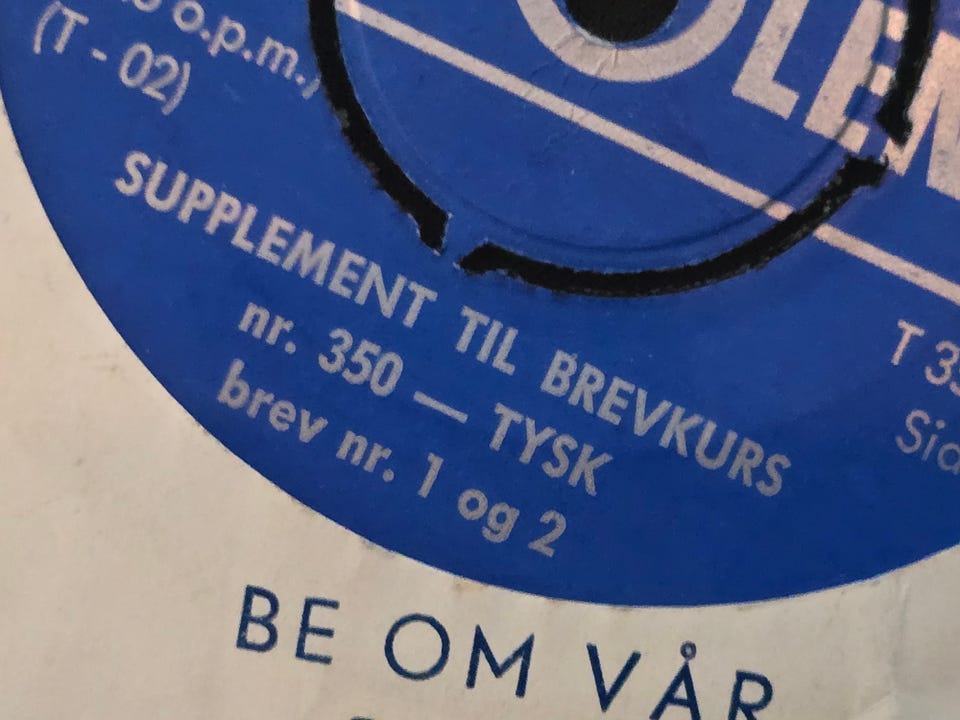 o.p.m.,
(T - 02)
SUPPLEMENT TIL BREVKURS
nr. 350 — TYSK
brev nr. 1 og 2
BE OM VÅR